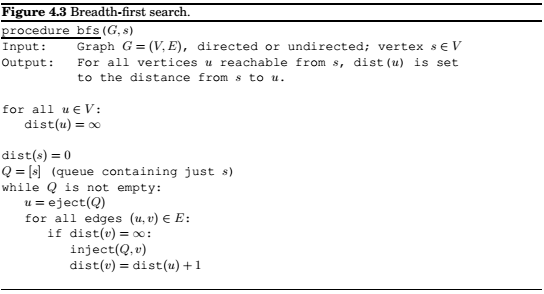 Figure 4.3 Breadth-first search.
procedure bfs(G, s)
Input: Graph G = (V, E), directed or undirected; vertex s ∈ V
Output: For all vertices u reachable from s, dist(u) is set
to the distance from s to u.
for all u ∈ V:
dist(u) = ∞
dist(s) = 0
Q = [s] (queue containing just s)
while Q is not empty:
u = eject(Q)
for all edges (u, v) ∈ E:
if dist(v) = ∞:
inject(Q, v)
dist(v) = dist(u) + 1